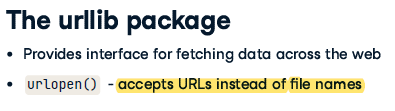 The urllib package
• Provides interface for fetching data across the web
• urlopen() - accepts URLs instead of file names